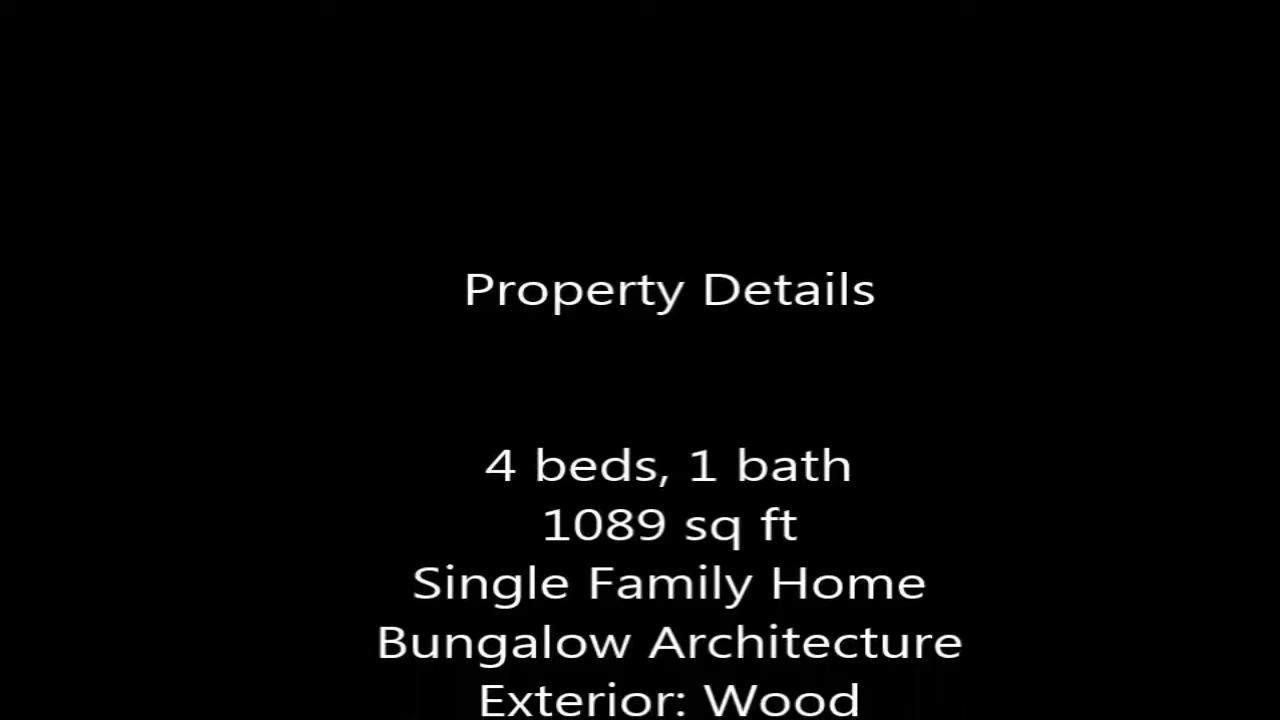 Property Details
4 beds, 1 bath
1089 sq ft
Single Family Home
Bungalow Architecture
Exterior: Wood